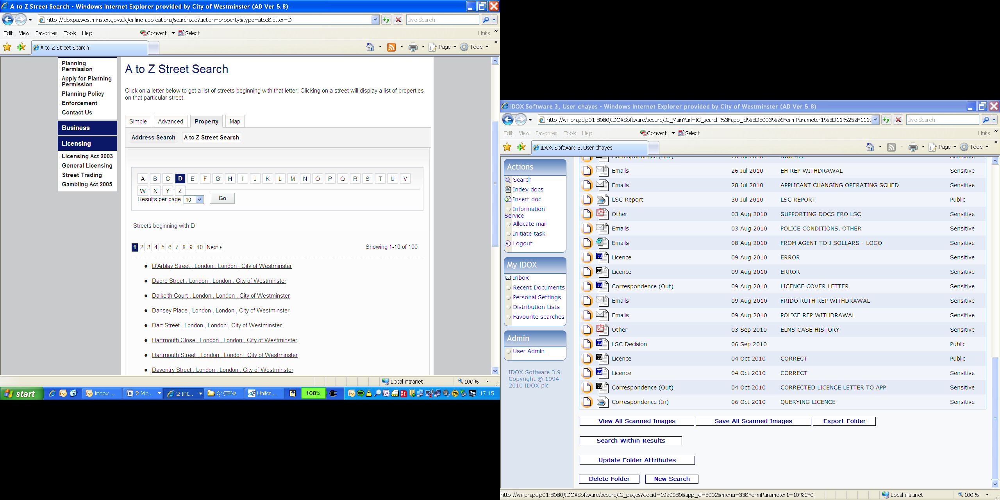 A to Z Street Search - Windows Internet Explorer provided by City of Westminster (AD Ver 5.8)
http://idoxpa.westminster.gov.uk/online-applications/search.do?action=property&type=atoz&letter=D
Live Search
Edit View Favorites Tools Help Convert Select Links
A to Z Street Search Page Tools
Planning
Permission
Apply for Planning
Permission
Planning Policy
Enforcement
Contact Us
Business
Licensing
Licensing Act 2003
General Licensing
Street Trading
Gambling Act 2005
A to Z Street Search
Click on a letter below to get a list of streets beginning with that letter. Clicking on a street will display a list of properties
on that particular street.
Simple Advanced Property Map
Address Search A to Z Street Search
A B C D E F G H I J K L M N O P Q R S T U V
W X Y Z
Results per page 10 Go
Streets beginning with D
1 2 3 4 5 6 7 8 9 10 Next Showing 1-10 of 100
D'Arblay Street , London , London , City of Westminster
Dacre Street , London , London , City of Westminster
Dalkeith Court , London , London , City of Westminster
Dansey Place , London , London , City of Westminster
Dart Street , London , London , City of Westminster
Dartmouth Close , London , London , City of Westminster
Dartmouth Street , London , London , City of Westminster
Daventry Street , London , London , City of Westminster
Local intranet 100%
start Inbox ... 2 Mic... 2 Int... Q:\TENs Unifor... 100% 17:15
IDOX Software 3, User chayes - Windows Internet Explorer provided by City of Westminster (AD Ver 5.8)
http://winprapdip01:8080/IDOXSoftware/secure/IG_Main?url=IG_search%3Fapp_id%3D5003%26FormParameter1%3D11%252F111
Live Search
Edit View Favorites Tools Help Convert Select Links
IDOX Software 3, User chayes Page Tools
Actions
Search
Index docs
Insert doc
Information
Service
Allocate mail
Initiate task
Logout
My IDOX
Inbox
Recent Documents
Personal Settings
Distribution Lists
Favourite searches
Admin
User Admin
IDOX Software 3.9
Copyright © 1994-
2010 IDOX plc
Correspondence (Out) 26 Jul 2010 Sensitive
Emails 26 Jul 2010 EH REP WITHDRAWAL Sensitive
Emails 28 Jul 2010 APPLICANT CHANGING OPERATING SCHED Sensitive
LSC Report 30 Jul 2010 LSC REPORT Public
Other 03 Aug 2010 SUPPORTING DOCS FRO LSC Sensitive
Emails 03 Aug 2010 POLICE CONDITIONS, OTHER Sensitive
Emails 08 Aug 2010 FROM AGENT TO J SOLLARS - LOGO Sensitive
Licence 09 Aug 2010 ERROR Sensitive
Licence 09 Aug 2010 ERROR Sensitive
Correspondence (Out) 09 Aug 2010 LICENCE COVER LETTER Sensitive
Emails 09 Aug 2010 FRIDO RUTH REP WITHDRAWAL Sensitive
Emails 09 Aug 2010 POLICE REP WITHDRAWAL Sensitive
Other 03 Sep 2010 ELMS CASE HISTORY Sensitive
LSC Decision 06 Sep 2010 Public
Licence 04 Oct 2010 CORRECT Public
Licence 04 Oct 2010 CORRECT Sensitive
Correspondence (Out) 04 Oct 2010 CORRECTED LICENCE LETTER TO APP Sensitive
Correspondence (In) 06 Oct 2010 QUERYING LICENCE Sensitive
View All Scanned Images Save All Scanned Images Export Folder
Search Within Results
Update Folder Attributes
Delete Folder New Search
http://winprapdip01:8080/IDOXSoftware/secure/IG_pages?docid=1929989&app_id=5002&menu=33&FormParameter1=10%2F0 Local intranet 100%